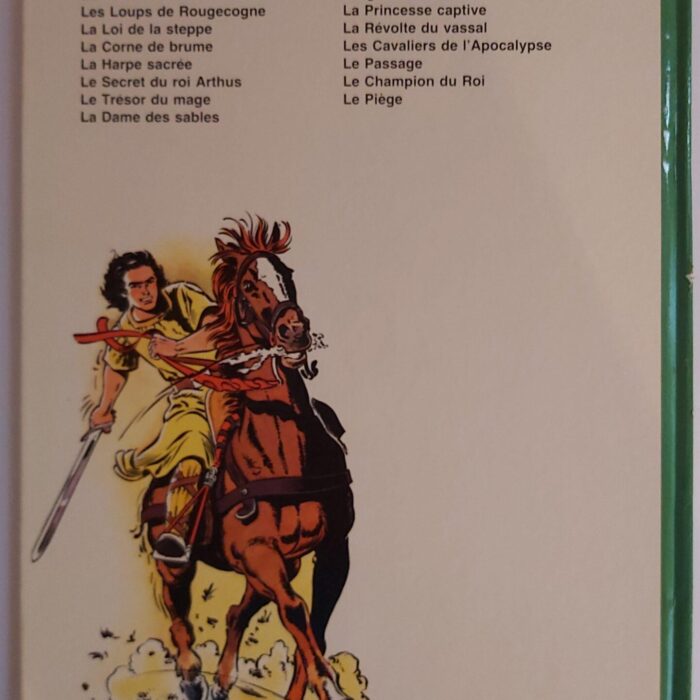 Les Loups de Rougecogne
La Loi de la steppe
La Corne de brume
La Harpe sacrée
Le Secret du roi Arthus
Le Trésor du mage
La Dame des sables
La Princesse captive
La Révolte du vassal
Les Cavaliers de l'Apocalypse
Le Passage
Le Champion du Roi
Le Piège